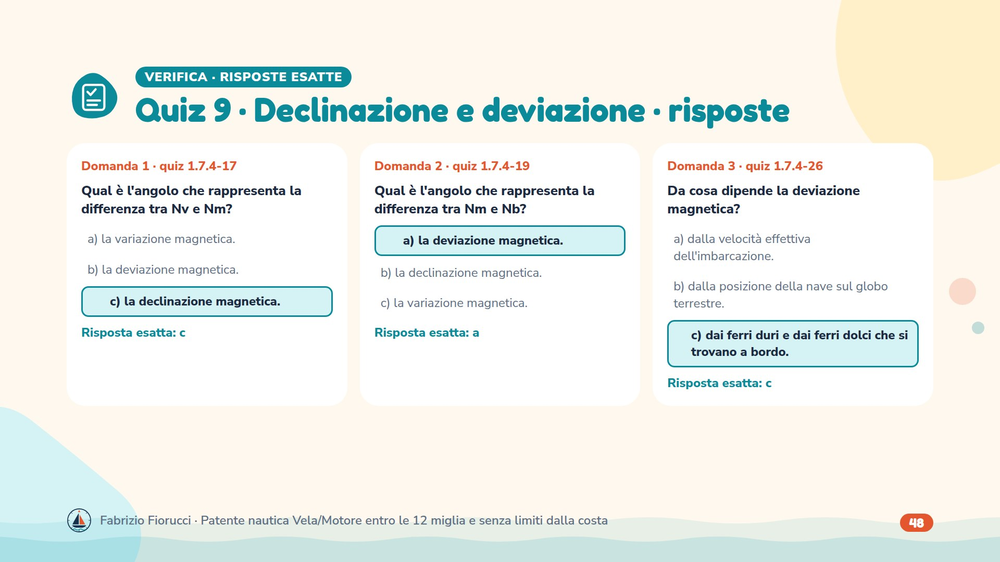 VERIFICA · RISPOSTE ESATTE
Quiz 9 · Declinazione e deviazione · risposte
Domanda 1 · quiz 1.7.4-17
Qual è l'angolo che rappresenta la
differenza tra Nv e Nm?
a) la variazione magnetica.
b) la deviazione magnetica.
c) la declinazione magnetica.
Risposta esatta: c
Domanda 2 · quiz 1.7.4-19
Qual è l'angolo che rappresenta la
differenza tra Nm e Nb?
a) la deviazione magnetica.
b) la declinazione magnetica.
c) la variazione magnetica.
Risposta esatta: a
Domanda 3 · quiz 1.7.4-26
Da cosa dipende la deviazione
magnetica?
a) dalla velocità effettiva
dell'imbarcazione.
b) dalla posizione della nave sul globo
terrestre.
c) dai ferri duri e dai ferri dolci che si
trovano a bordo.
Risposta esatta: c
Fabrizio Fiorucci · Patente nautica Vela/Motore entro le 12 miglia e senza limiti dalla costa
48